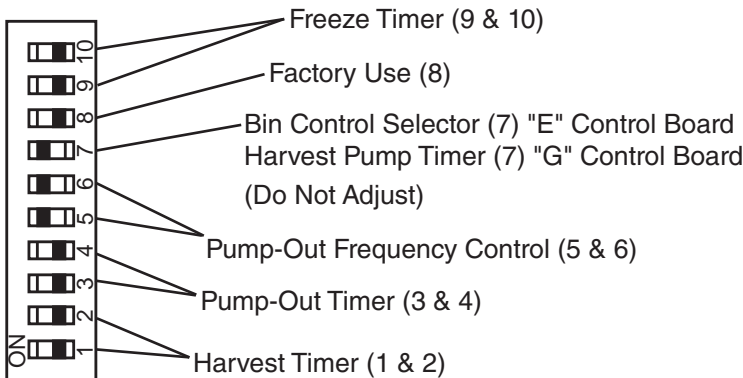 Freeze Timer (9 & 10)
Factory Use (8)
Bin Control Selector (7) "E" Control Board
Harvest Pump Timer (7) "G" Control Board
(Do Not Adjust)
Pump-Out Frequency Control (5 & 6)
Pump-Out Timer (3 & 4)
Harvest Timer (1 & 2)
10
9
8
7
6
5
4
3
2
1
ON